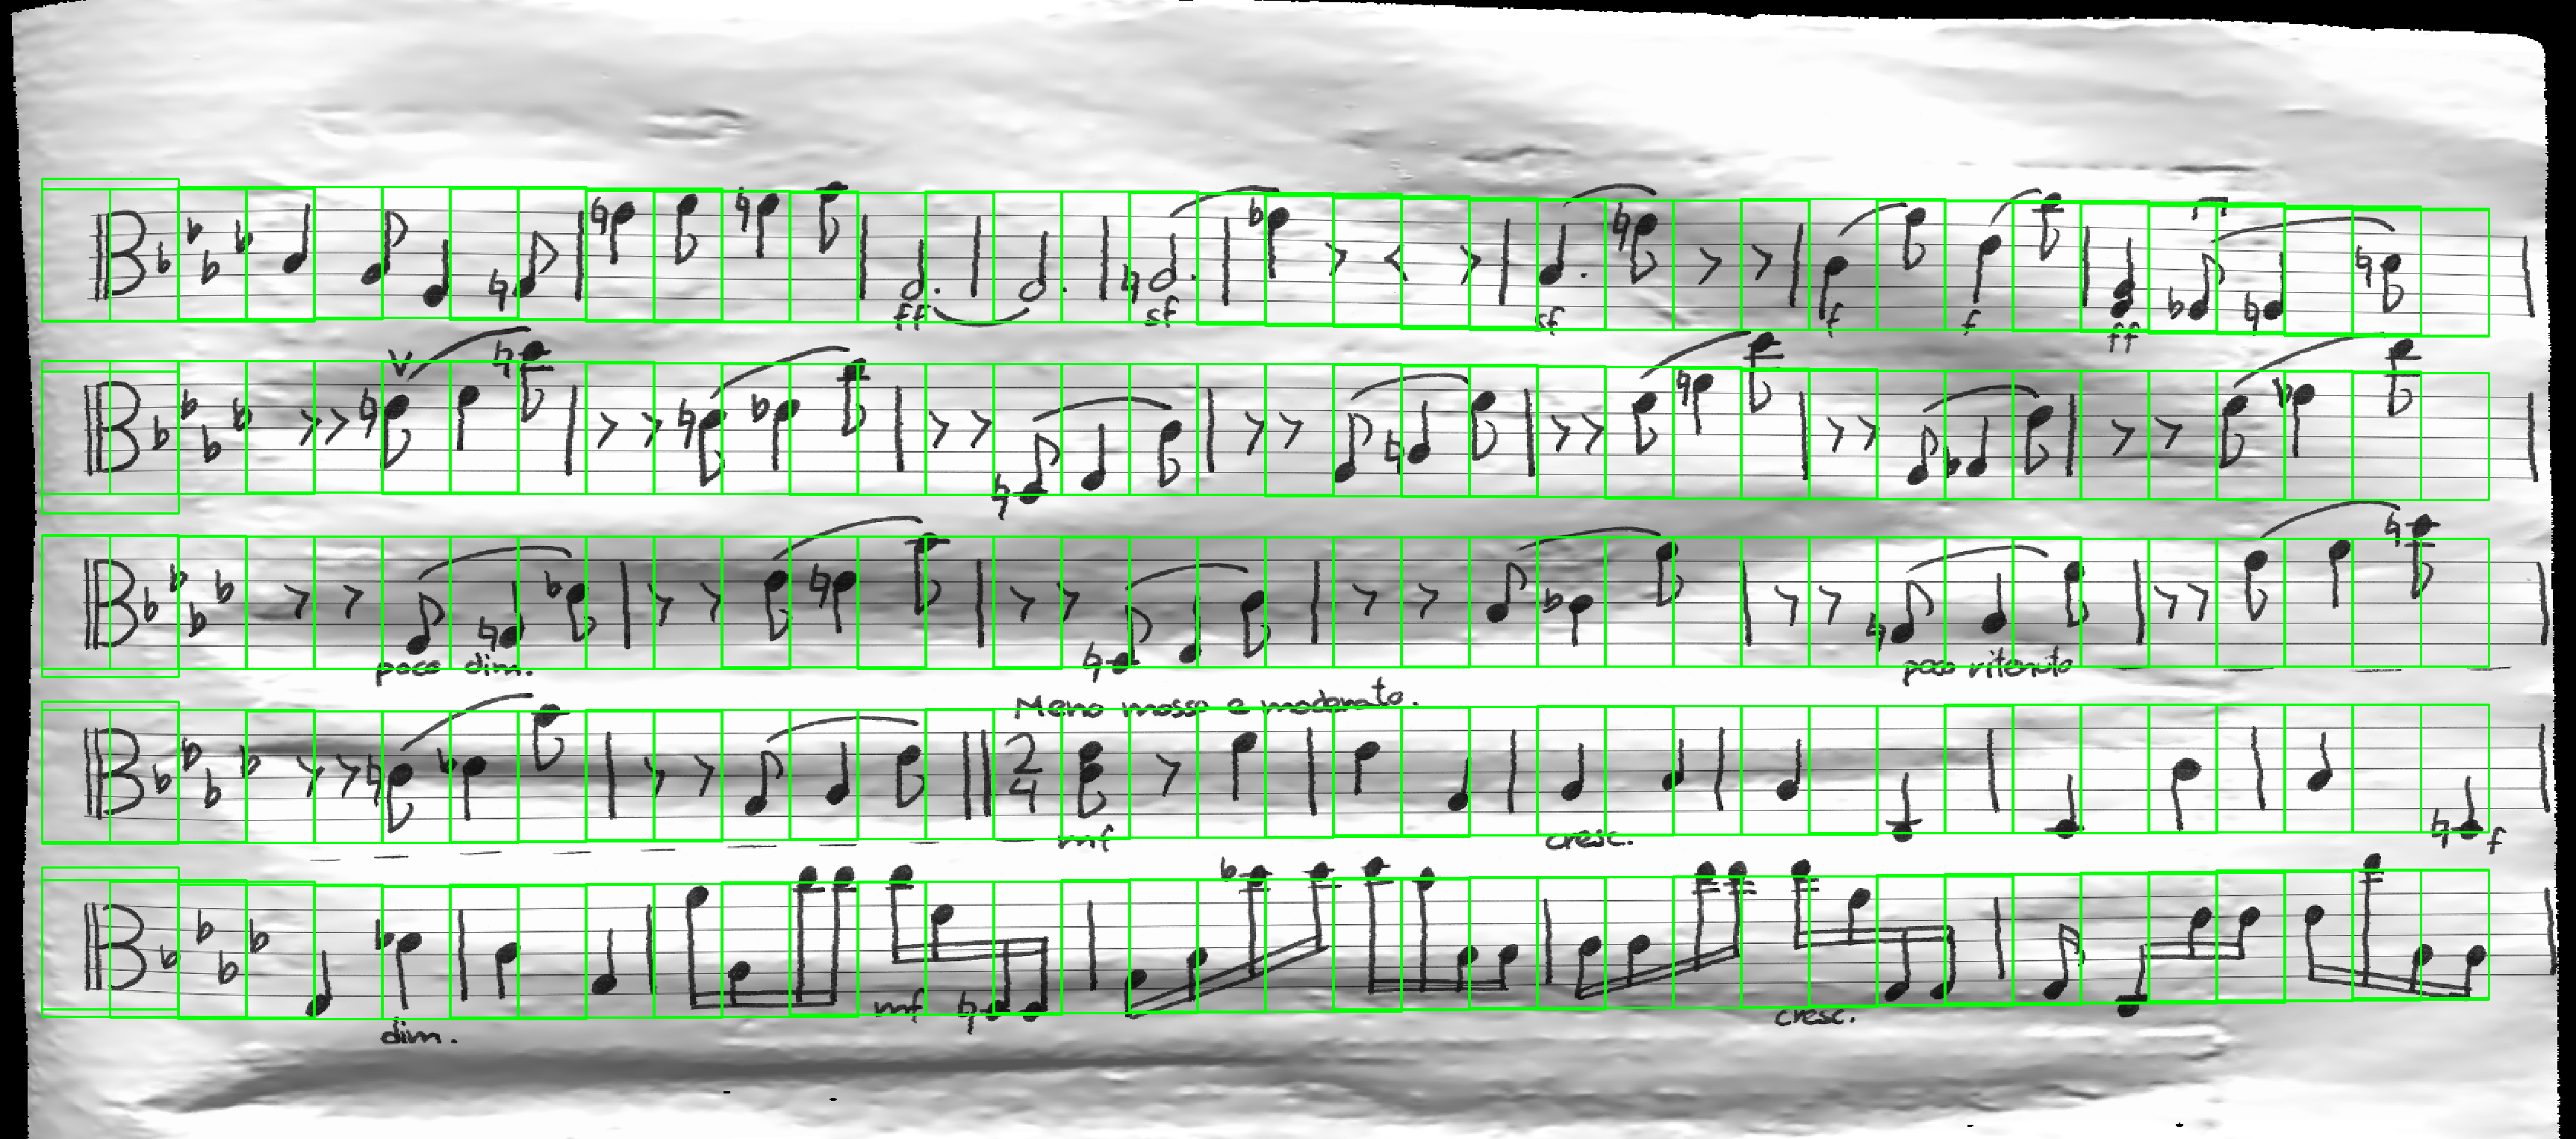 ff sf sf f f ff
poco dim. poco ritenuto
Meno mosso e moderato.
2
4
mf cresc. f
mf
dim. cresc.